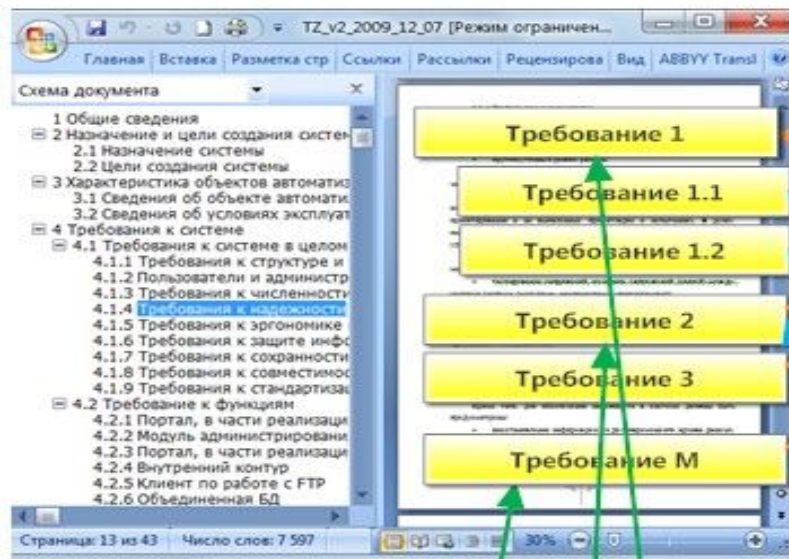 TZ_v2_2009_12_07 [Режим ограничен...
Главная Вставка Разметка стр Ссылки Рассылки Рецензирова Вид ABBYY Transl
Схема документа
1 Общие сведения
2 Назначение и цели создания систем
2.1 Назначение системы
2.2 Цели создания системы
3 Характеристика объектов автоматиз
3.1 Сведения об объекте автомати
3.2 Сведения об условиях эксплуат
4 Требования к системе
4.1 Требования к системе в целом
4.1.1 Требования к структуре и
4.1.2 Пользователи и администр
4.1.3 Требования к численности
4.1.4 Требования к надежности
4.1.5 Требования к эргономике
4.1.6 Требования к защите инфо
4.1.7 Требования к сохранности
4.1.8 Требования к совместимос
4.1.9 Требования к стандартизац
4.2 Требование к функциям
4.2.1 Портал, в части реализаци
4.2.2 Модуль администрировани
4.2.3 Портал, в части реализаци
4.2.4 Внутренний контур
4.2.5 Клиент по работе с FTP
4.2.6 Объединенная БД
Требование 1
Требование 1.1
Требование 1.2
Требование 2
Требование 3
Требование М
Страница: 13 из 43 Число слов: 7 597 30%